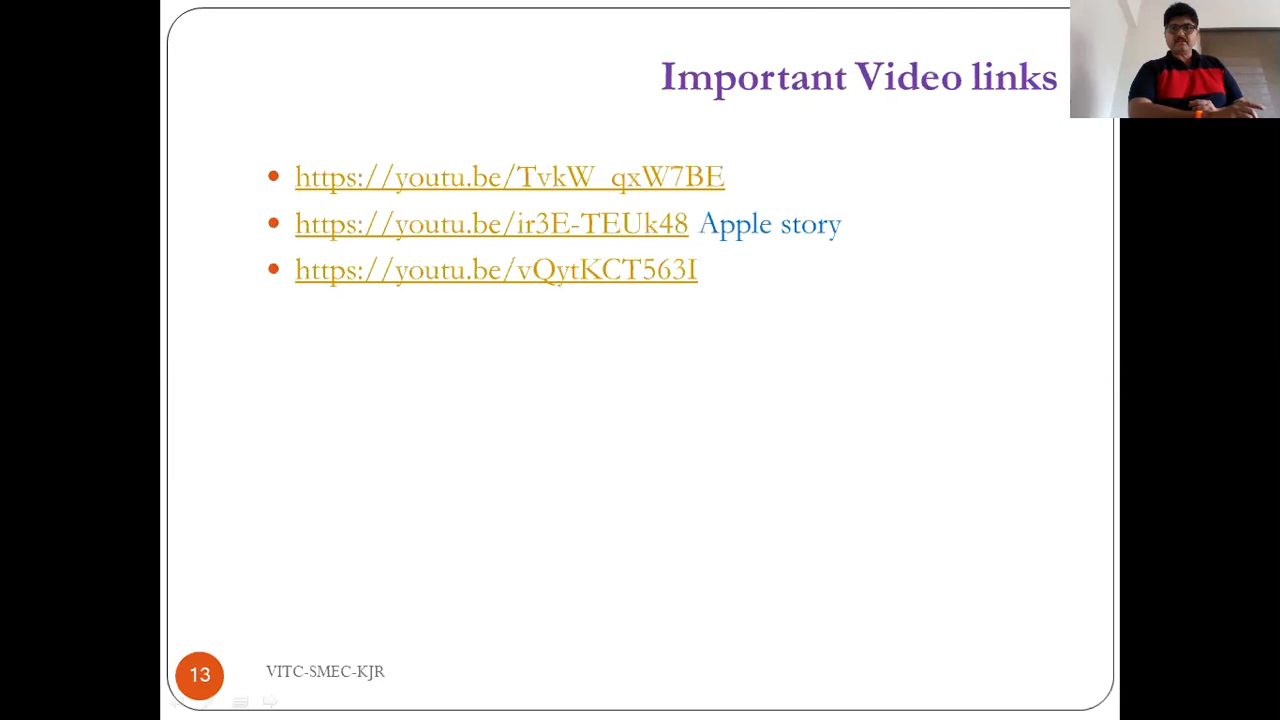 Important Video links
• https://youtu.be/TvkW_qxW7BE
• https://youtu.be/ir3E-TEUk48 Apple story
• https://youtu.be/vQytKCT563I
13
VITC-SMEC-KJR